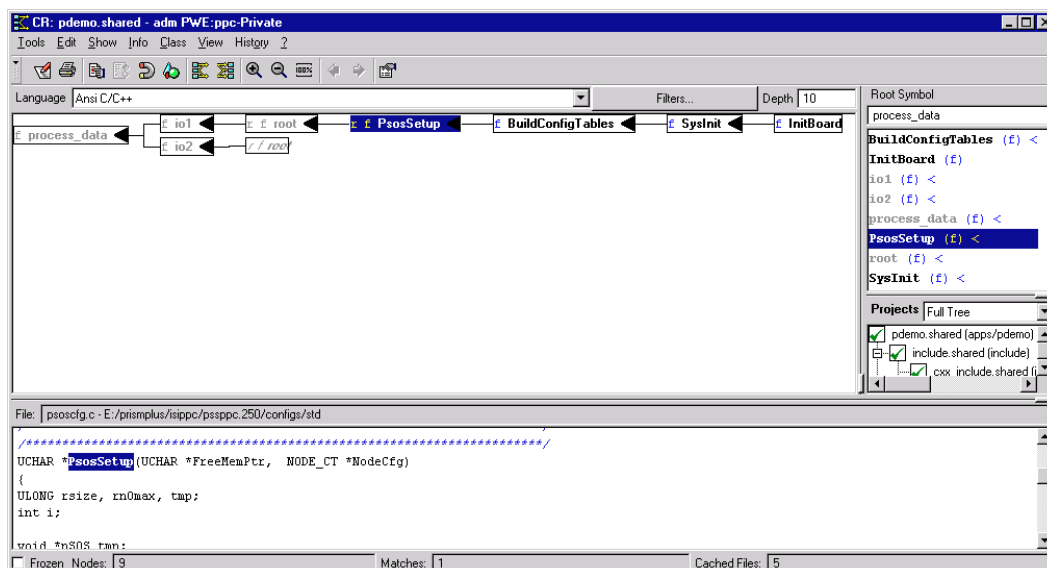 CR: pdemo.shared - adm PWE:ppc-Private
Tools Edit Show Info Class View History ?
100%
Language Ansi C/C++ Filters... Depth 10
f process_data f io1 r f root r f PsosSetup f BuildConfigTables f SysInit f InitBoard
f io2 r f root
Root Symbol
process_data
BuildConfigTables (f) <
InitBoard (f)
io1 (f) <
io2 (f) <
process_data (f) <
PsosSetup (f) <
root (f) <
SysInit (f) <
Projects Full Tree
pdemo.shared (apps/pdemo)
include.shared (include)
cxx_include.shared (i
File: psoscfg.c - E:/prismplus/isippc/pssppc.250/configs/std
/***********************************************************************/
UCHAR *PsosSetup(UCHAR *FreeMemPtr, NODE_CT *NodeCfg)
{
ULONG rsize, rn0max, tmp;
int i;
void *pSOS_tmp;
Frozen Nodes: 9 Matches: 1 Cached Files: 5